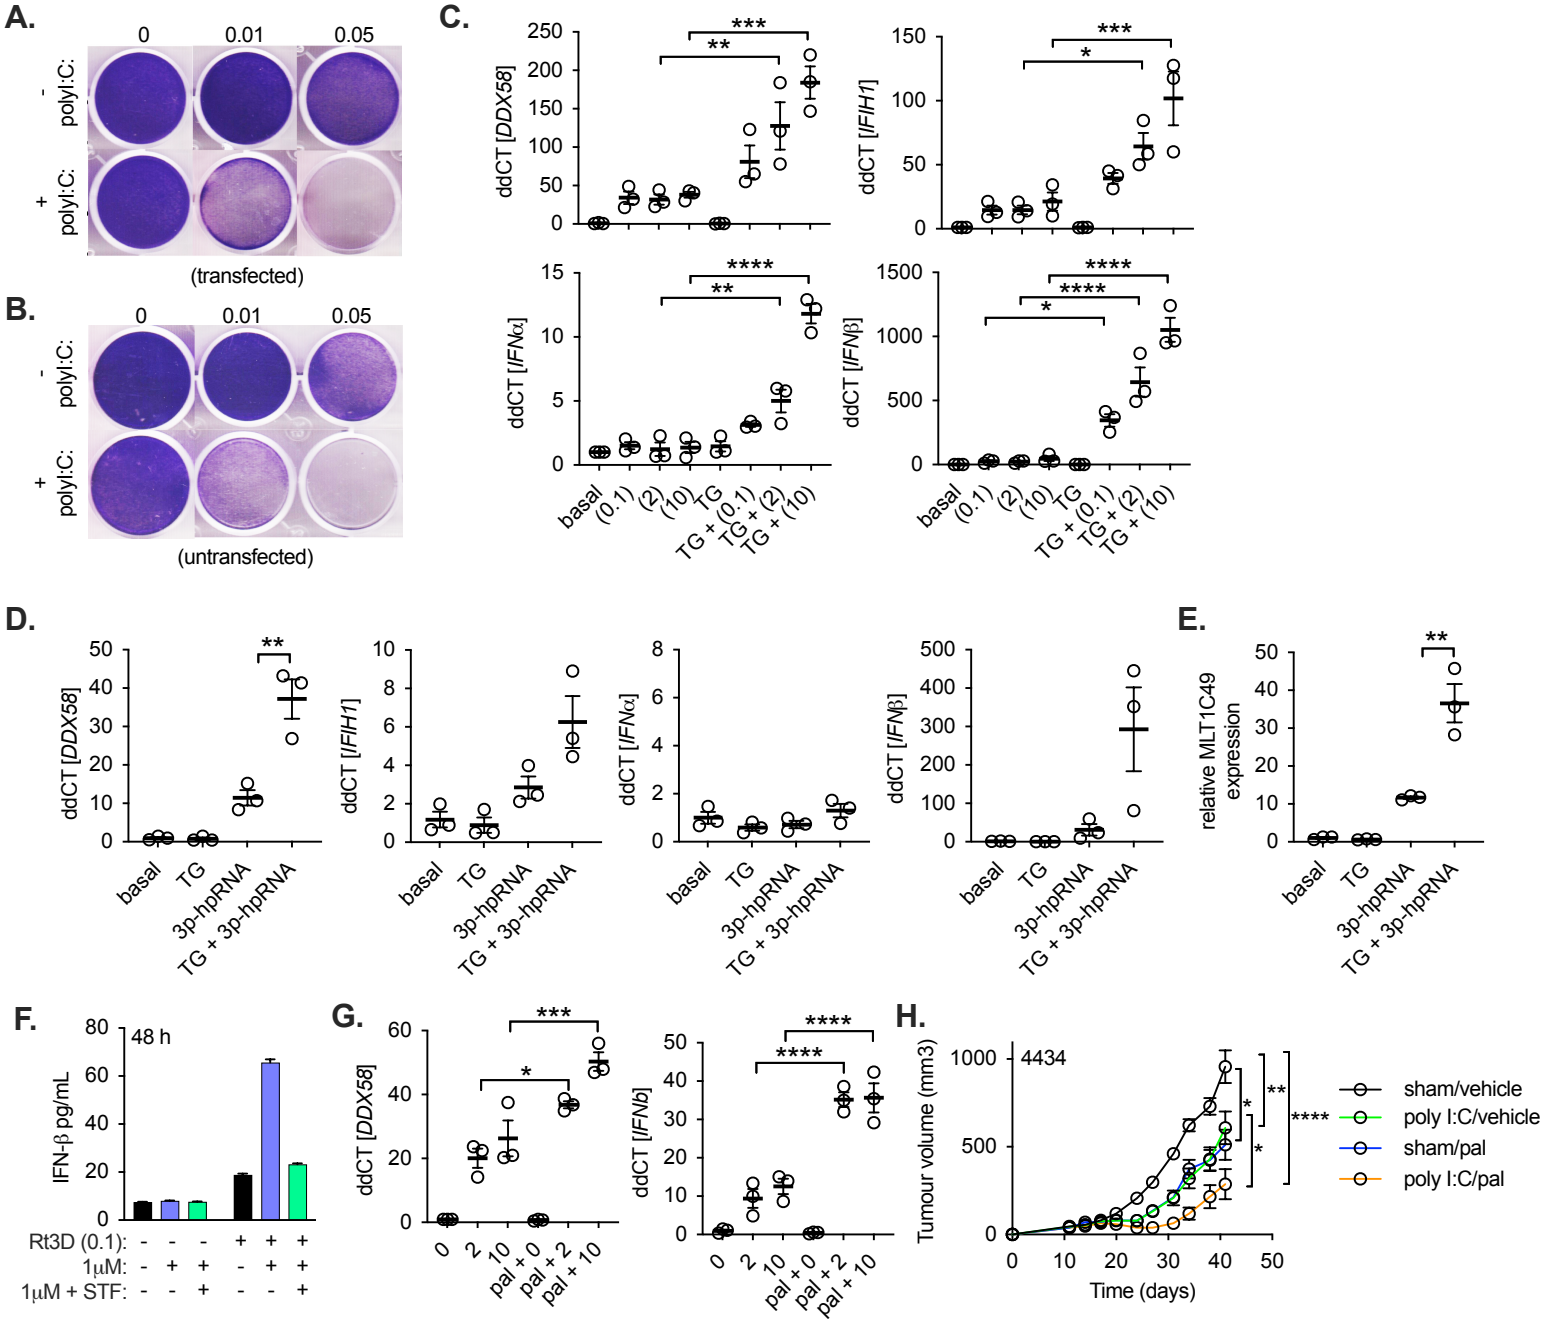 A.
0 0.01 0.05
- polyI:C:
+ polyI:C:
(transfected)
B.
0 0.01 0.05
- polyI:C:
+ polyI:C:
(untransfected)
C.
ddCT [DDX58]
250
200
150
100
50
0
**
***
ddCT [IFIH1]
150
100
50
0
*
***
ddCT [IFNα]
15
10
5
0
**
****
basal (0.1) (2) (10) TG TG + (0.1) TG + (2) TG + (10)
ddCT [IFNβ]
1500
1000
500
0
*
****
****
basal (0.1) (2) (10) TG TG + (0.1) TG + (2) TG + (10)
D.
ddCT [DDX58]
50
40
30
20
10
0
**
basal TG 3p-hpRNA TG + 3p-hpRNA
ddCT [IFIH1]
10
8
6
4
2
0
basal TG 3p-hpRNA TG + 3p-hpRNA
ddCT [IFNα]
8
6
4
2
0
basal TG 3p-hpRNA TG + 3p-hpRNA
ddCT [IFNβ]
500
400
300
200
100
0
basal TG 3p-hpRNA TG + 3p-hpRNA
E.
relative MLT1C49
expression
50
40
30
20
10
0
**
basal TG 3p-hpRNA TG + 3p-hpRNA
F.
48 h
IFN-β pg/mL
80
60
40
20
0
Rt3D (0.1): - - - + + +
1μM: - + + - + +
1μM + STF: - - + - - +
G.
ddCT [DDX58]
60
40
20
0
*
***
0 2 10 pal + 0 pal + 2 pal + 10
ddCT [IFNb]
50
40
30
20
10
0
****
****
0 2 10 pal + 0 pal + 2 pal + 10
H.
4434
Tumour volume (mm3)
1000
500
0
0 10 20 30 40 50
Time (days)
*
*
**
****
sham/vehicle
poly I:C/vehicle
sham/pal
poly I:C/pal